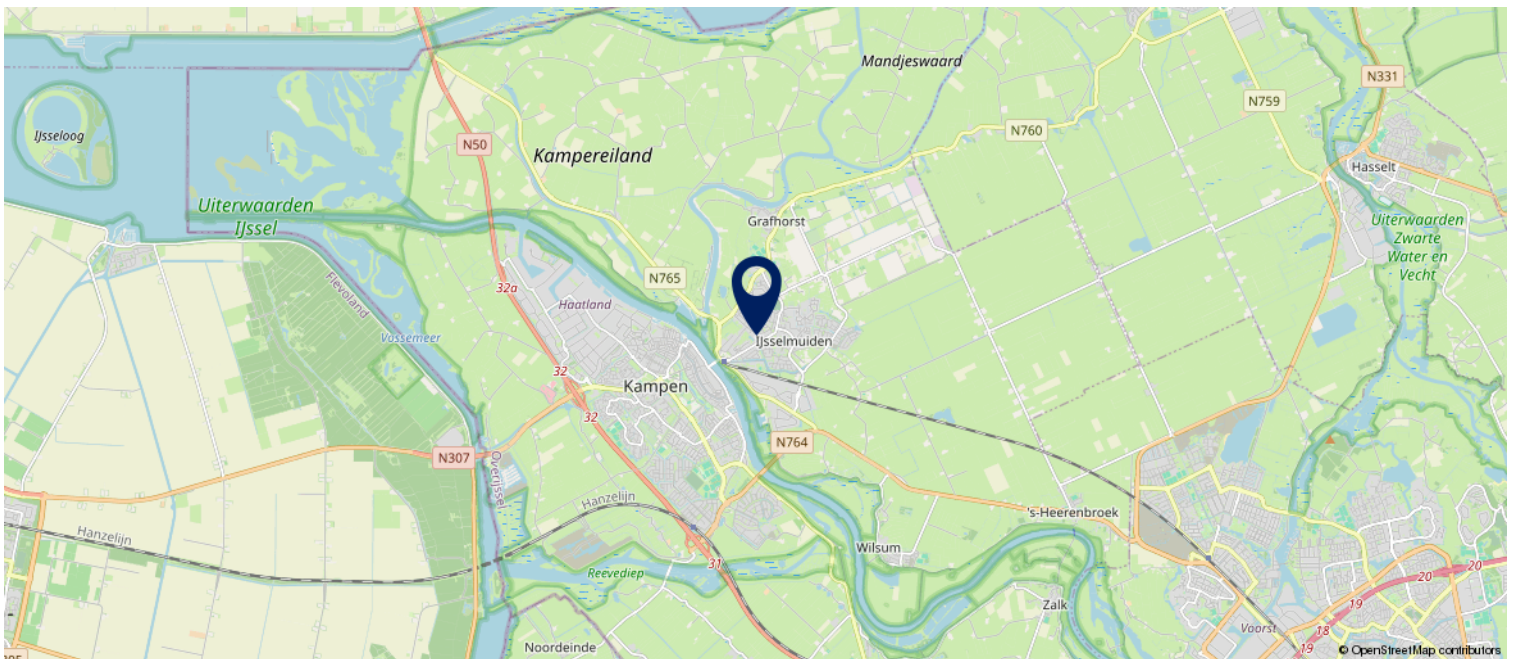 Mandjeswaard
N331
N759
IJsseloog
N760
N50
Kampereiland
Hasselt
Uiterwaarden
IJssel
Grafhorst
Uiterwaarden
Zwarte
Water en
Vecht
N765
Flevoland
32a
Haatland
Vossemeer
IJsselmuiden
32
Kampen
32
N764
N307
Overijssel
Hanzelijn
's-Heerenbroek
Hanzelijn
Wilsum
31
Reevediep
20
20
Zalk
19
18
Voorst
19
Noordeinde
© OpenStreetMap contributors